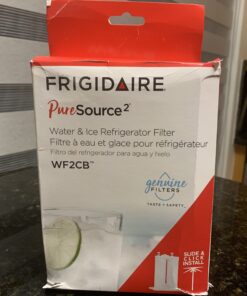 FRIGIDAIRE
PureSource2
Water & Ice Refrigerator Filter
Filtre à eau et glace pour réfrigérateur
Filtro del refrigerador para agua y hielo
WF2CB™
genuine
FILTERS
TASTE + SAFETY
SLIDE &
CLICK
INSTALL